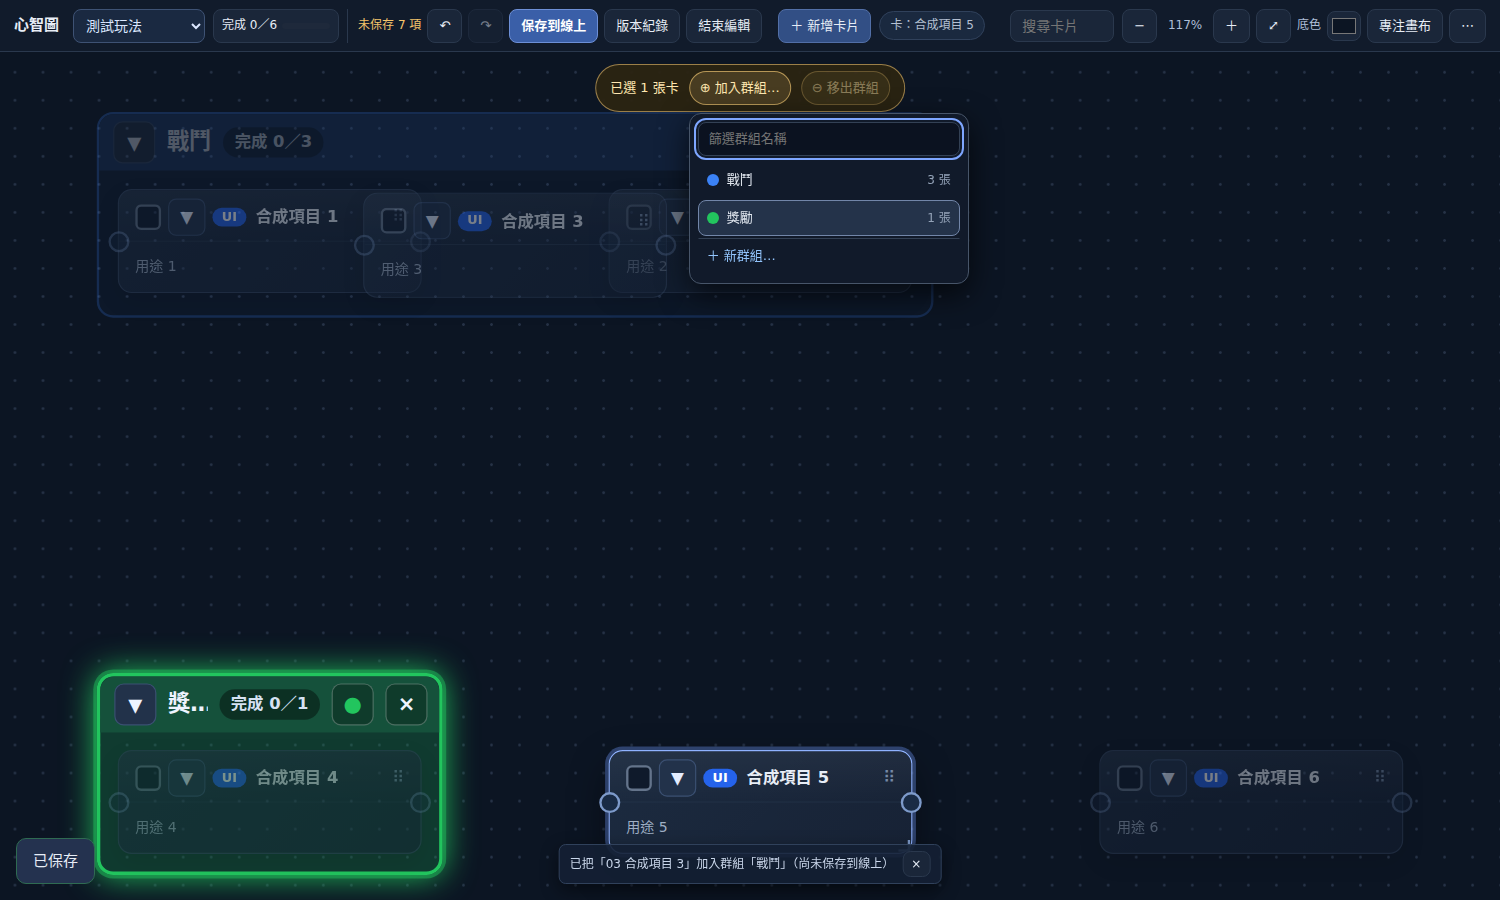 心智圖 測試玩法 完成 0／6 未保存 7 項 ↶ ↷ 保存到線上 版本紀錄 結束編輯 ＋ 新增卡片 卡：合成項目 5 搜尋卡片 − 117% ＋ ⤢ 底色 專注畫布 ⋯
已選 1 張卡 ⊕ 加入群組… ⊖ 移出群組
▼ 戰鬥 完成 0／3
篩選群組名稱
戰鬥 3 張
獎勵 1 張
＋ 新群組…
▼ UI 合成項目 1
用途 1
▼ UI 合成項目 3
用途 3
▼
用途 2
▼ 獎… 完成 0／1 ● ×
▼ UI 合成項目 4
用途 4
▼ UI 合成項目 5
用途 5
▼ UI 合成項目 6
用途 6
已保存
已把「03 合成項目 3」加入群組「戰鬥」（尚未保存到線上） ×